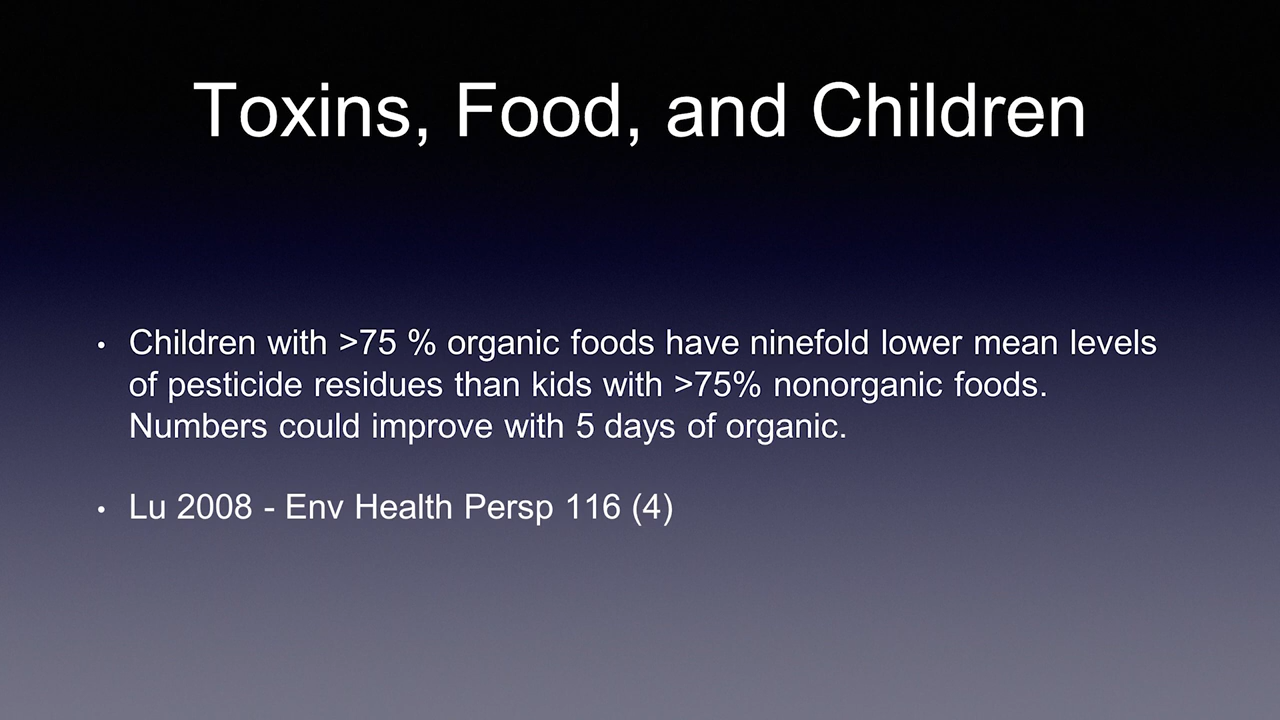 Toxins, Food, and Children
• Children with >75 % organic foods have ninefold lower mean levels
of pesticide residues than kids with >75% nonorganic foods.
Numbers could improve with 5 days of organic.
• Lu 2008 - Env Health Persp 116 (4)